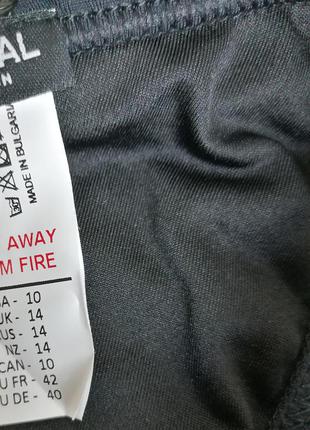 AL
N
MADE IN BULGARIA
AWAY
M FIRE
SA - 10
UK - 14
US - 14
NZ - 14
CAN - 10
U FR - 42
U DE - 40